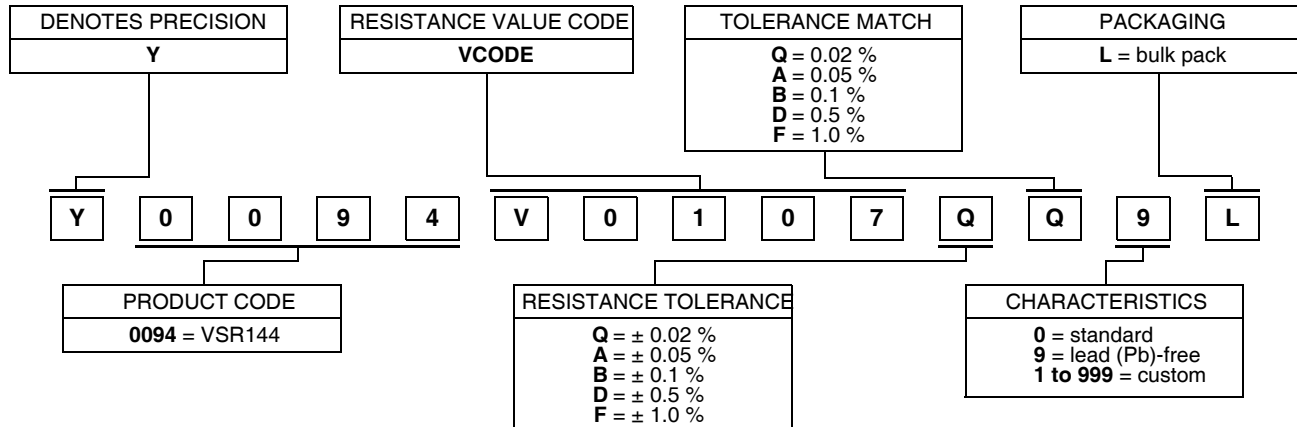 DENOTES PRECISION
Y
RESISTANCE VALUE CODE
VCODE
TOLERANCE MATCH
Q = 0.02 %
A = 0.05 %
B = 0.1 %
D = 0.5 %
F = 1.0 %
PACKAGING
L = bulk pack
Y 0 0 9 4 V 0 1 0 7 Q Q 9 L
PRODUCT CODE
0094 = VSR144
RESISTANCE TOLERANCE
Q = ± 0.02 %
A = ± 0.05 %
B = ± 0.1 %
D = ± 0.5 %
F = ± 1.0 %
CHARACTERISTICS
0 = standard
9 = lead (Pb)-free
1 to 999 = custom